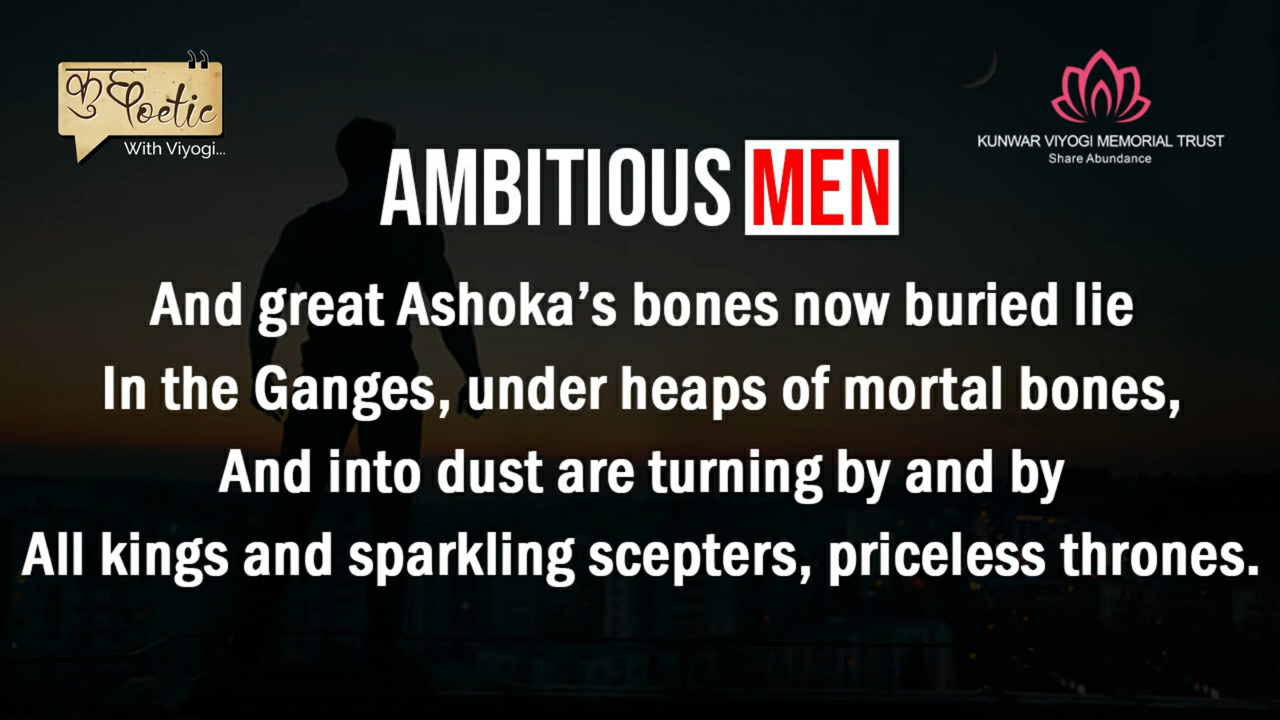 कुछ Poetic
With Viyogi...
KUNWAR VIYOGI MEMORIAL TRUST
Share Abundance
AMBITIOUS MEN
And great Ashoka’s bones now buried lie
In the Ganges, under heaps of mortal bones,
And into dust are turning by and by
All kings and sparkling scepters, priceless thrones.